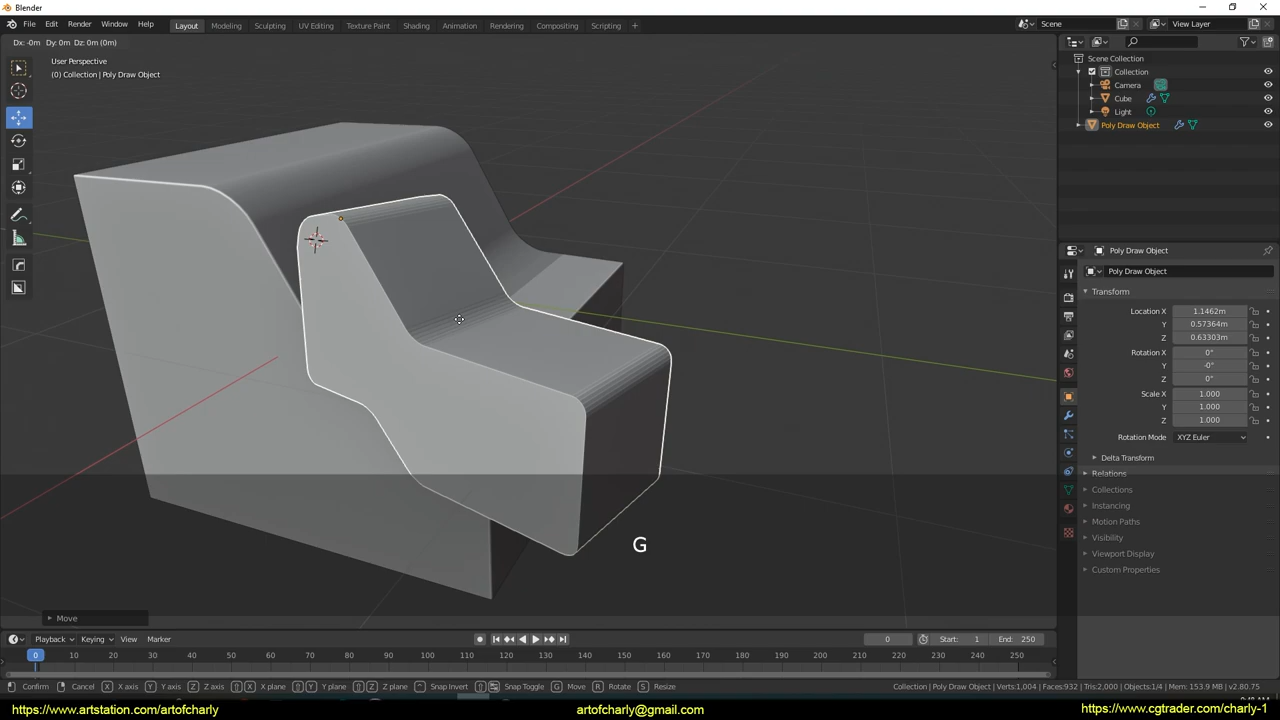 Blender
File Edit Render Window Help Layout Modeling Sculpting UV Editing Texture Paint Shading Animation Rendering Compositing Scripting + Scene View Layer
Dx: -0m Dy: 0m Dz: 0m (0m)
User Perspective
(0) Collection | Poly Draw Object
Scene Collection
Collection
Camera
Cube
Light
Poly Draw Object
Poly Draw Object
Poly Draw Object
Transform
Location X 1.1462m
Y 0.57364m
Z 0.63303m
Rotation X 0°
Y -0°
Z 0°
Scale X 1.000
Y 1.000
Z 1.000
Rotation Mode XYZ Euler
Delta Transform
Relations
Collections
Instancing
Motion Paths
Visibility
Viewport Display
Custom Properties
G
Move
Playback Keying View Marker 0 Start: 1 End: 250
0 10 20 30 40 50 60 70 80 90 100 110 120 130 140 150 160 170 180 190 200 210 220 230 240 250
Confirm Cancel X X axis Y Y axis Z Z axis X X plane Y Y plane Z Z plane Snap Invert Snap Toggle G Move R Rotate S Resize Collection | Poly Draw Object | Verts:1,004 | Faces:932 | Tris:2,000 | Objects:1/4 | Mem: 153.9 MB | v2.80.75
https://www.artstation.com/artofcharly artofcharly@gmail.com https://www.cgtrader.com/charly-1